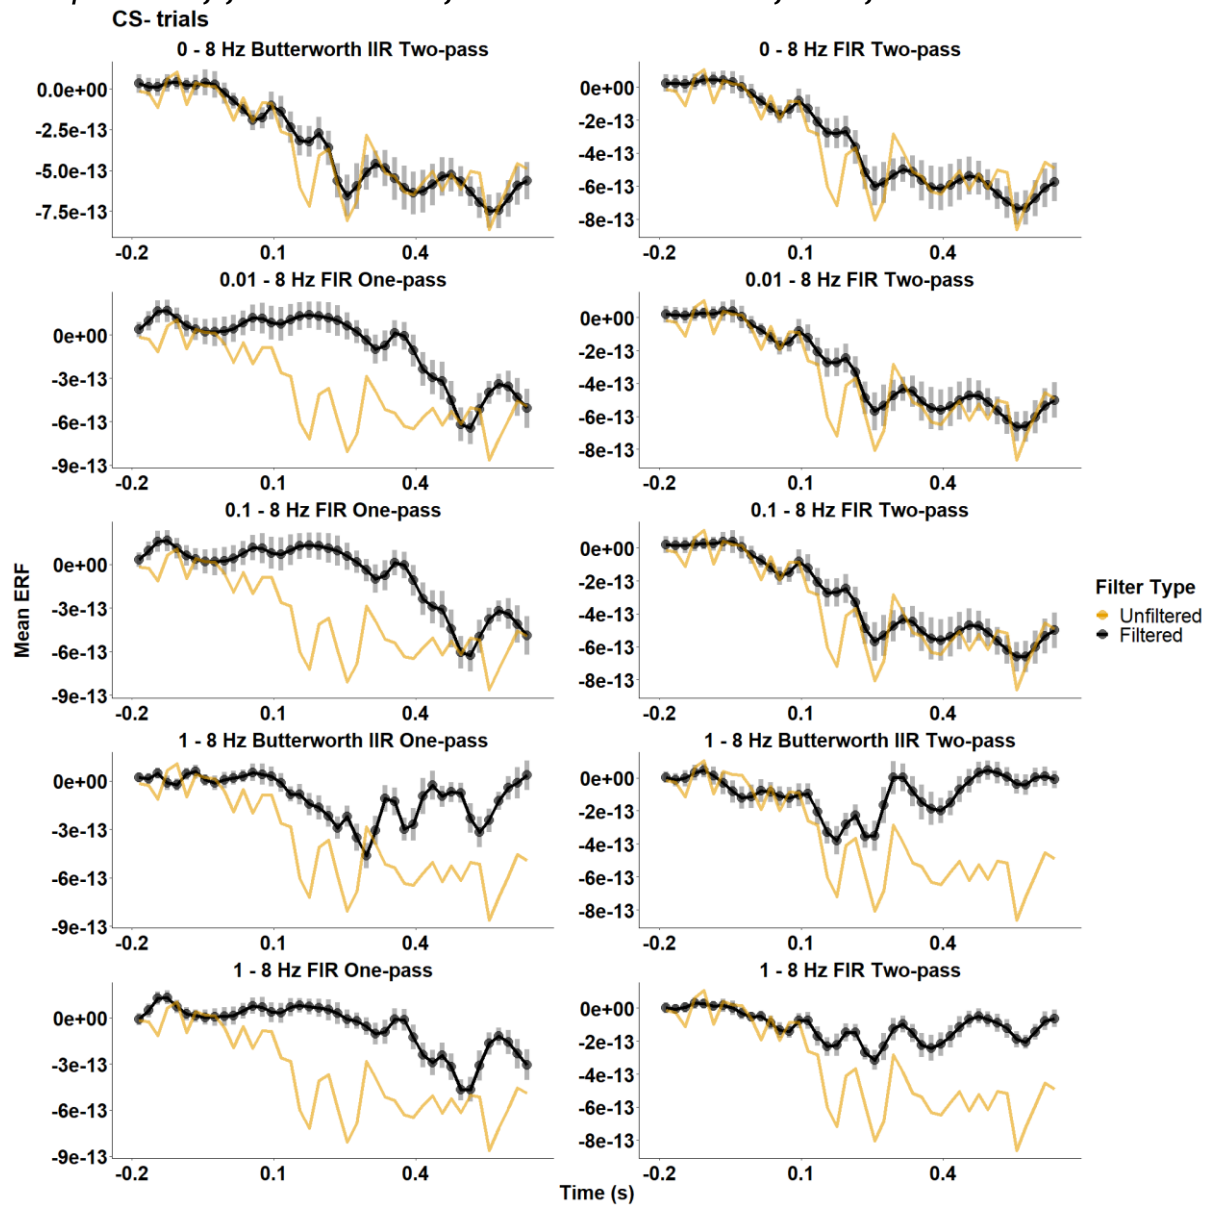 CS- trials
0 - 8 Hz Butterworth IIR Two-pass
0.0e+00
-2.5e-13
-5.0e-13
-7.5e-13
-0.2 0.1 0.4
0 - 8 Hz FIR Two-pass
0e+00
-2e-13
-4e-13
-6e-13
-8e-13
-0.2 0.1 0.4
0.01 - 8 Hz FIR One-pass
0e+00
-3e-13
-6e-13
-9e-13
-0.2 0.1 0.4
0.01 - 8 Hz FIR Two-pass
0e+00
-2e-13
-4e-13
-6e-13
-8e-13
-0.2 0.1 0.4
0.1 - 8 Hz FIR One-pass
0e+00
-3e-13
-6e-13
-9e-13
-0.2 0.1 0.4
0.1 - 8 Hz FIR Two-pass
0e+00
-2e-13
-4e-13
-6e-13
-8e-13
-0.2 0.1 0.4
1 - 8 Hz Butterworth IIR One-pass
0e+00
-3e-13
-6e-13
-9e-13
-0.2 0.1 0.4
1 - 8 Hz Butterworth IIR Two-pass
0e+00
-2e-13
-4e-13
-6e-13
-8e-13
-0.2 0.1 0.4
1 - 8 Hz FIR One-pass
0e+00
-3e-13
-6e-13
-9e-13
-0.2 0.1 0.4
1 - 8 Hz FIR Two-pass
0e+00
-2e-13
-4e-13
-6e-13
-8e-13
-0.2 0.1 0.4
Mean ERF
Time (s)
Filter Type
Unfiltered
Filtered